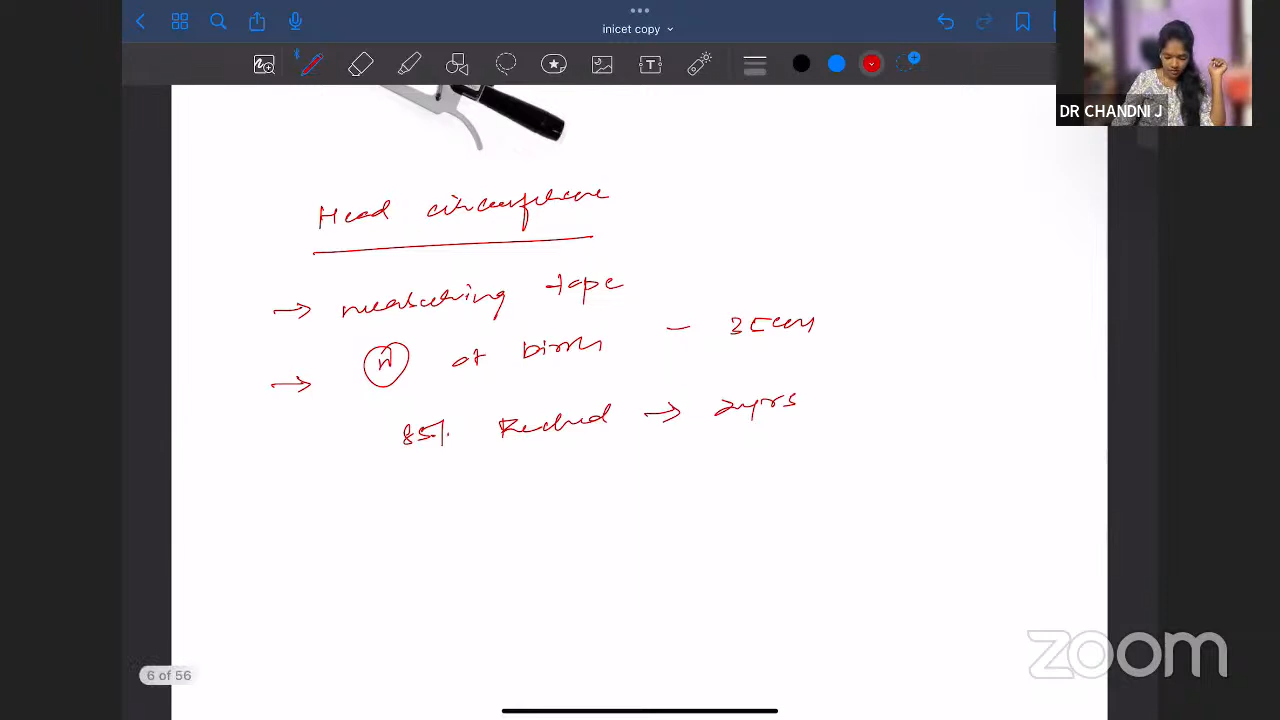 inicet copy
DR CHANDNI J
Head circumference
→ measuring tape
→ (N) at birth - 35cm
85% Reached → 2yrs
6 of 56
zoom